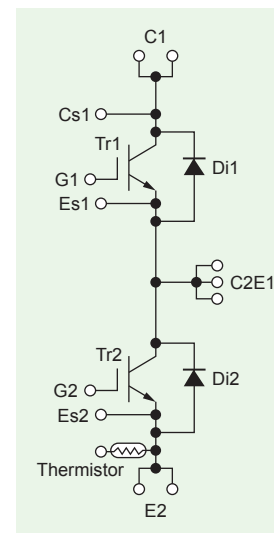 C1
Cs1
Tr1
Di1
G1
Es1
C2E1
Tr2
Di2
G2
Es2
Thermistor
E2